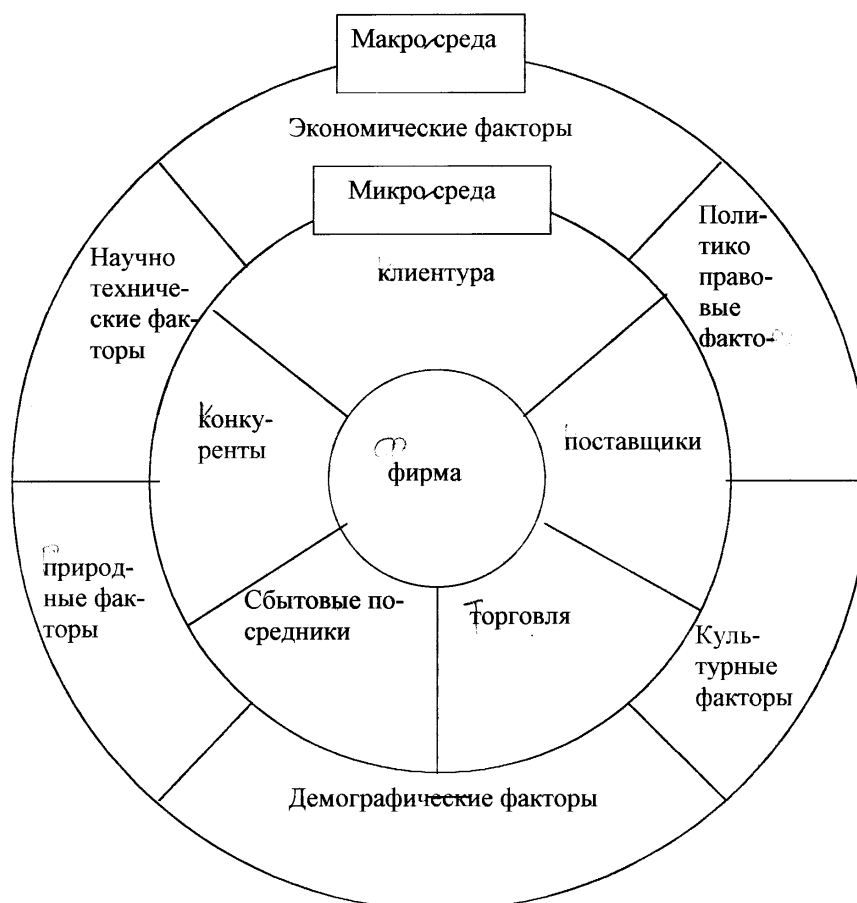 Макро-среда
Экономические факторы
Микро-среда
Поли-
тико
право-
вые
факто-
клиентура
Научно
техниче-
ские фак-
торы
конку-
ренты
поставщики
фирма
природ-
ные фак-
торы
Сбытовые по-
средники
Торговля
Куль-
турные
факторы
Демографические факторы